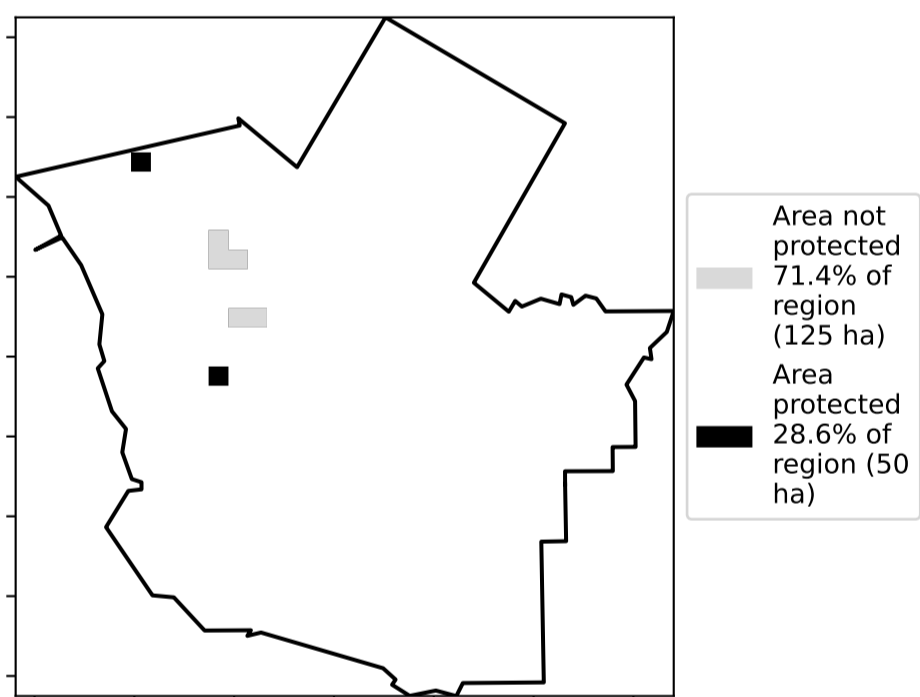 Area not
protected
71.4% of
region
(125 ha)
Area
protected
28.6% of
region (50
ha)